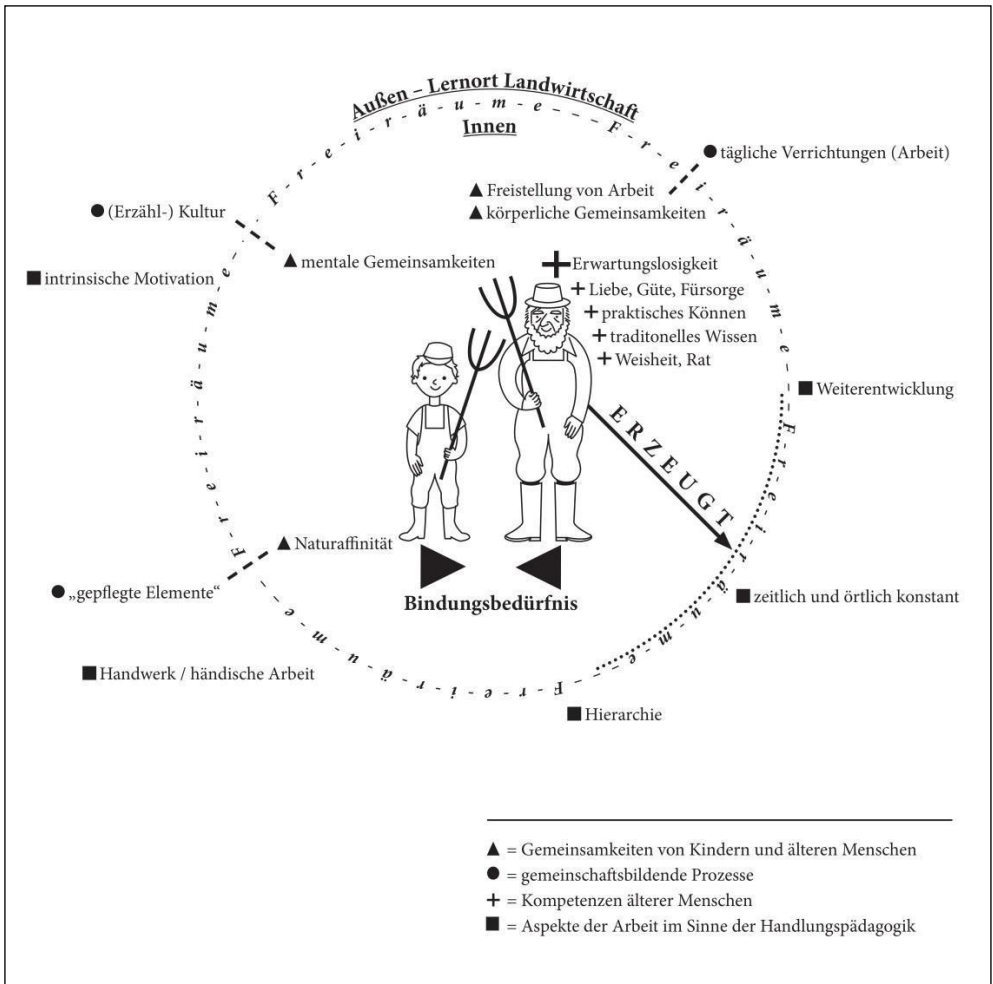 Außen – Lernort Landwirtschaft
F - r - e - i - r - ä - u - m - e - - - F - r - e - i - r - ä - u - m - e - F - r - e - i - r - ä - u - m - e - - F - r - e - i - r - ä - u - m - e - - F - r - e - i - r - ä - u - m - e
Innen
● tägliche Verrichtungen (Arbeit)
▲ Freistellung von Arbeit
▲ körperliche Gemeinsamkeiten
● (Erzähl-) Kultur
▲ mentale Gemeinsamkeiten
■ intrinsische Motivation
+ Erwartungslosigkeit
+ Liebe, Güte, Fürsorge
+ praktisches Können
+ traditonelles Wissen
+ Weisheit, Rat
■ Weiterentwicklung
ERZEUGT
▲ Naturaffinität
● „gepflegte Elemente“
■ zeitlich und örtlich konstant
Bindungsbedürfnis
■ Handwerk / händische Arbeit
■ Hierarchie
▲ = Gemeinsamkeiten von Kindern und älteren Menschen
● = gemeinschaftsbildende Prozesse
+ = Kompetenzen älterer Menschen
■ = Aspekte der Arbeit im Sinne der Handlungspädagogik